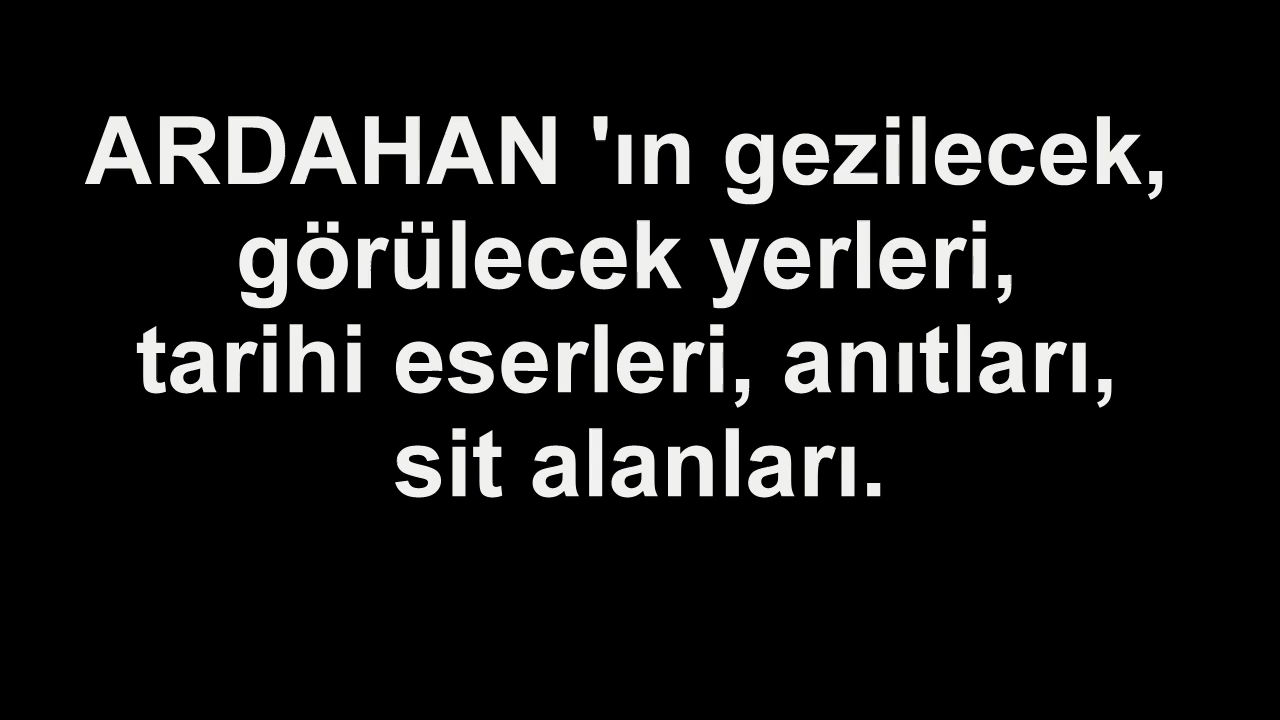 ARDAHAN 'ın gezilecek,
görülecek yerleri,
tarihi eserleri, anıtları,
sit alanları.